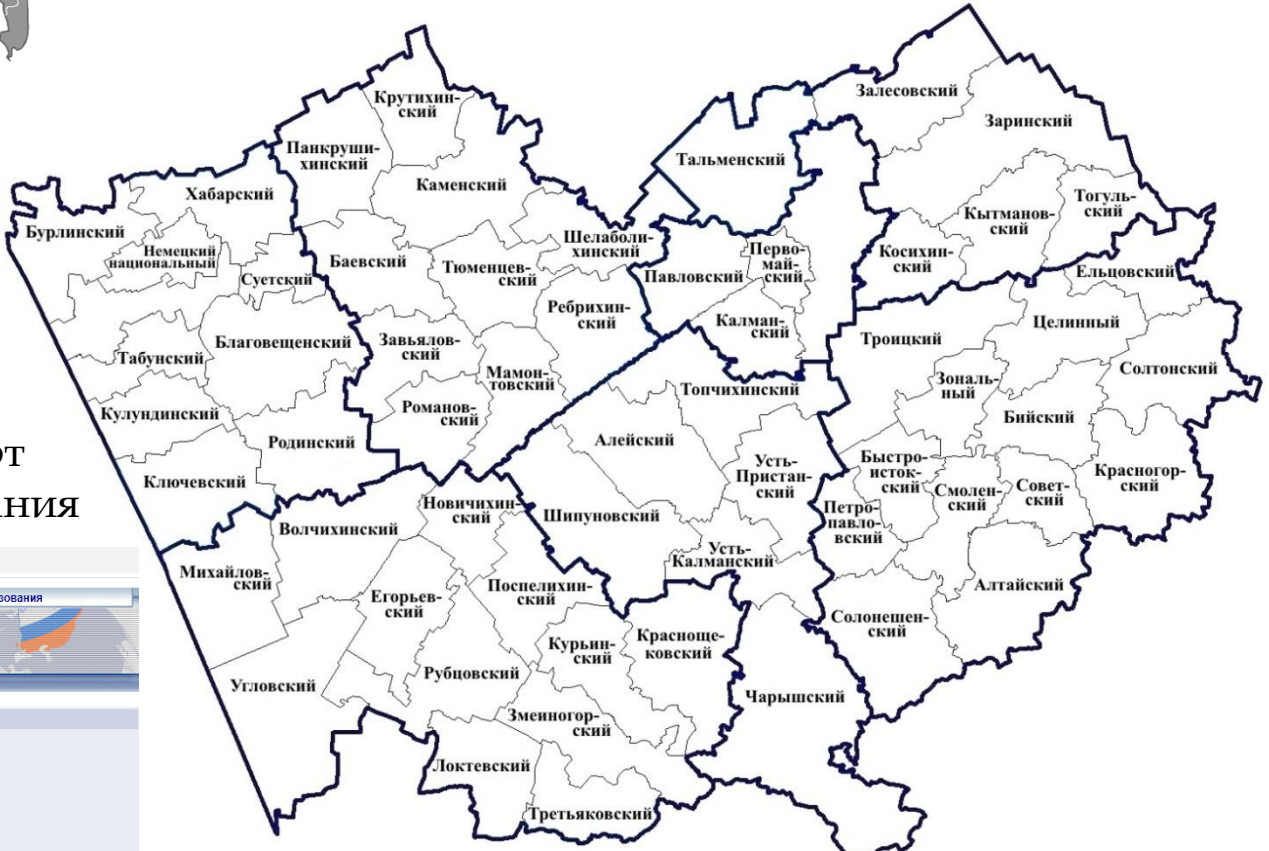 Крутихин-
ский
Залесовский
Заринский
Панкруши-
хинский
Тальменский
Каменский
Хабарский
Тогуль-
ский
Кытманов-
ский
Бурлинский
Немецкий
национальный
Шелаболи-
хинский
Перво-
май-
ский
Косихин-
ский
Баевский
Тюменцев-
ский
Павловский
Суетский
Ельцовский
Ребрихин-
ский
Калман-
ский
Целинный
Троицкий
Благовещенский
Завьялов-
ский
Табунский
Мамон-
товский
Солтонский
Топчихинский
Зональ-
ный
Кулундинский
Романов-
ский
Бийский
Родинский
Алейский
от
Быстро-
исток-
ский
Усть-
Пристан-
ский
Красногор-
ский
Ключевский
Смолен-
ский
Совет-
ский
ния
Новичихин-
ский
Шипуновский
Петро-
павло-
вский
Волчихинский
Усть-
Калманский
Михайлов-
ский
Поспелихин-
ский
Алтайский
Егорьев-
ский
зования
Солонешен-
ский
Курьин-
ский
Краснощё-
ковский
Рубцовский
Угловский
Чарышский
Змеиногор-
ский
Локтевский
Третьяковский